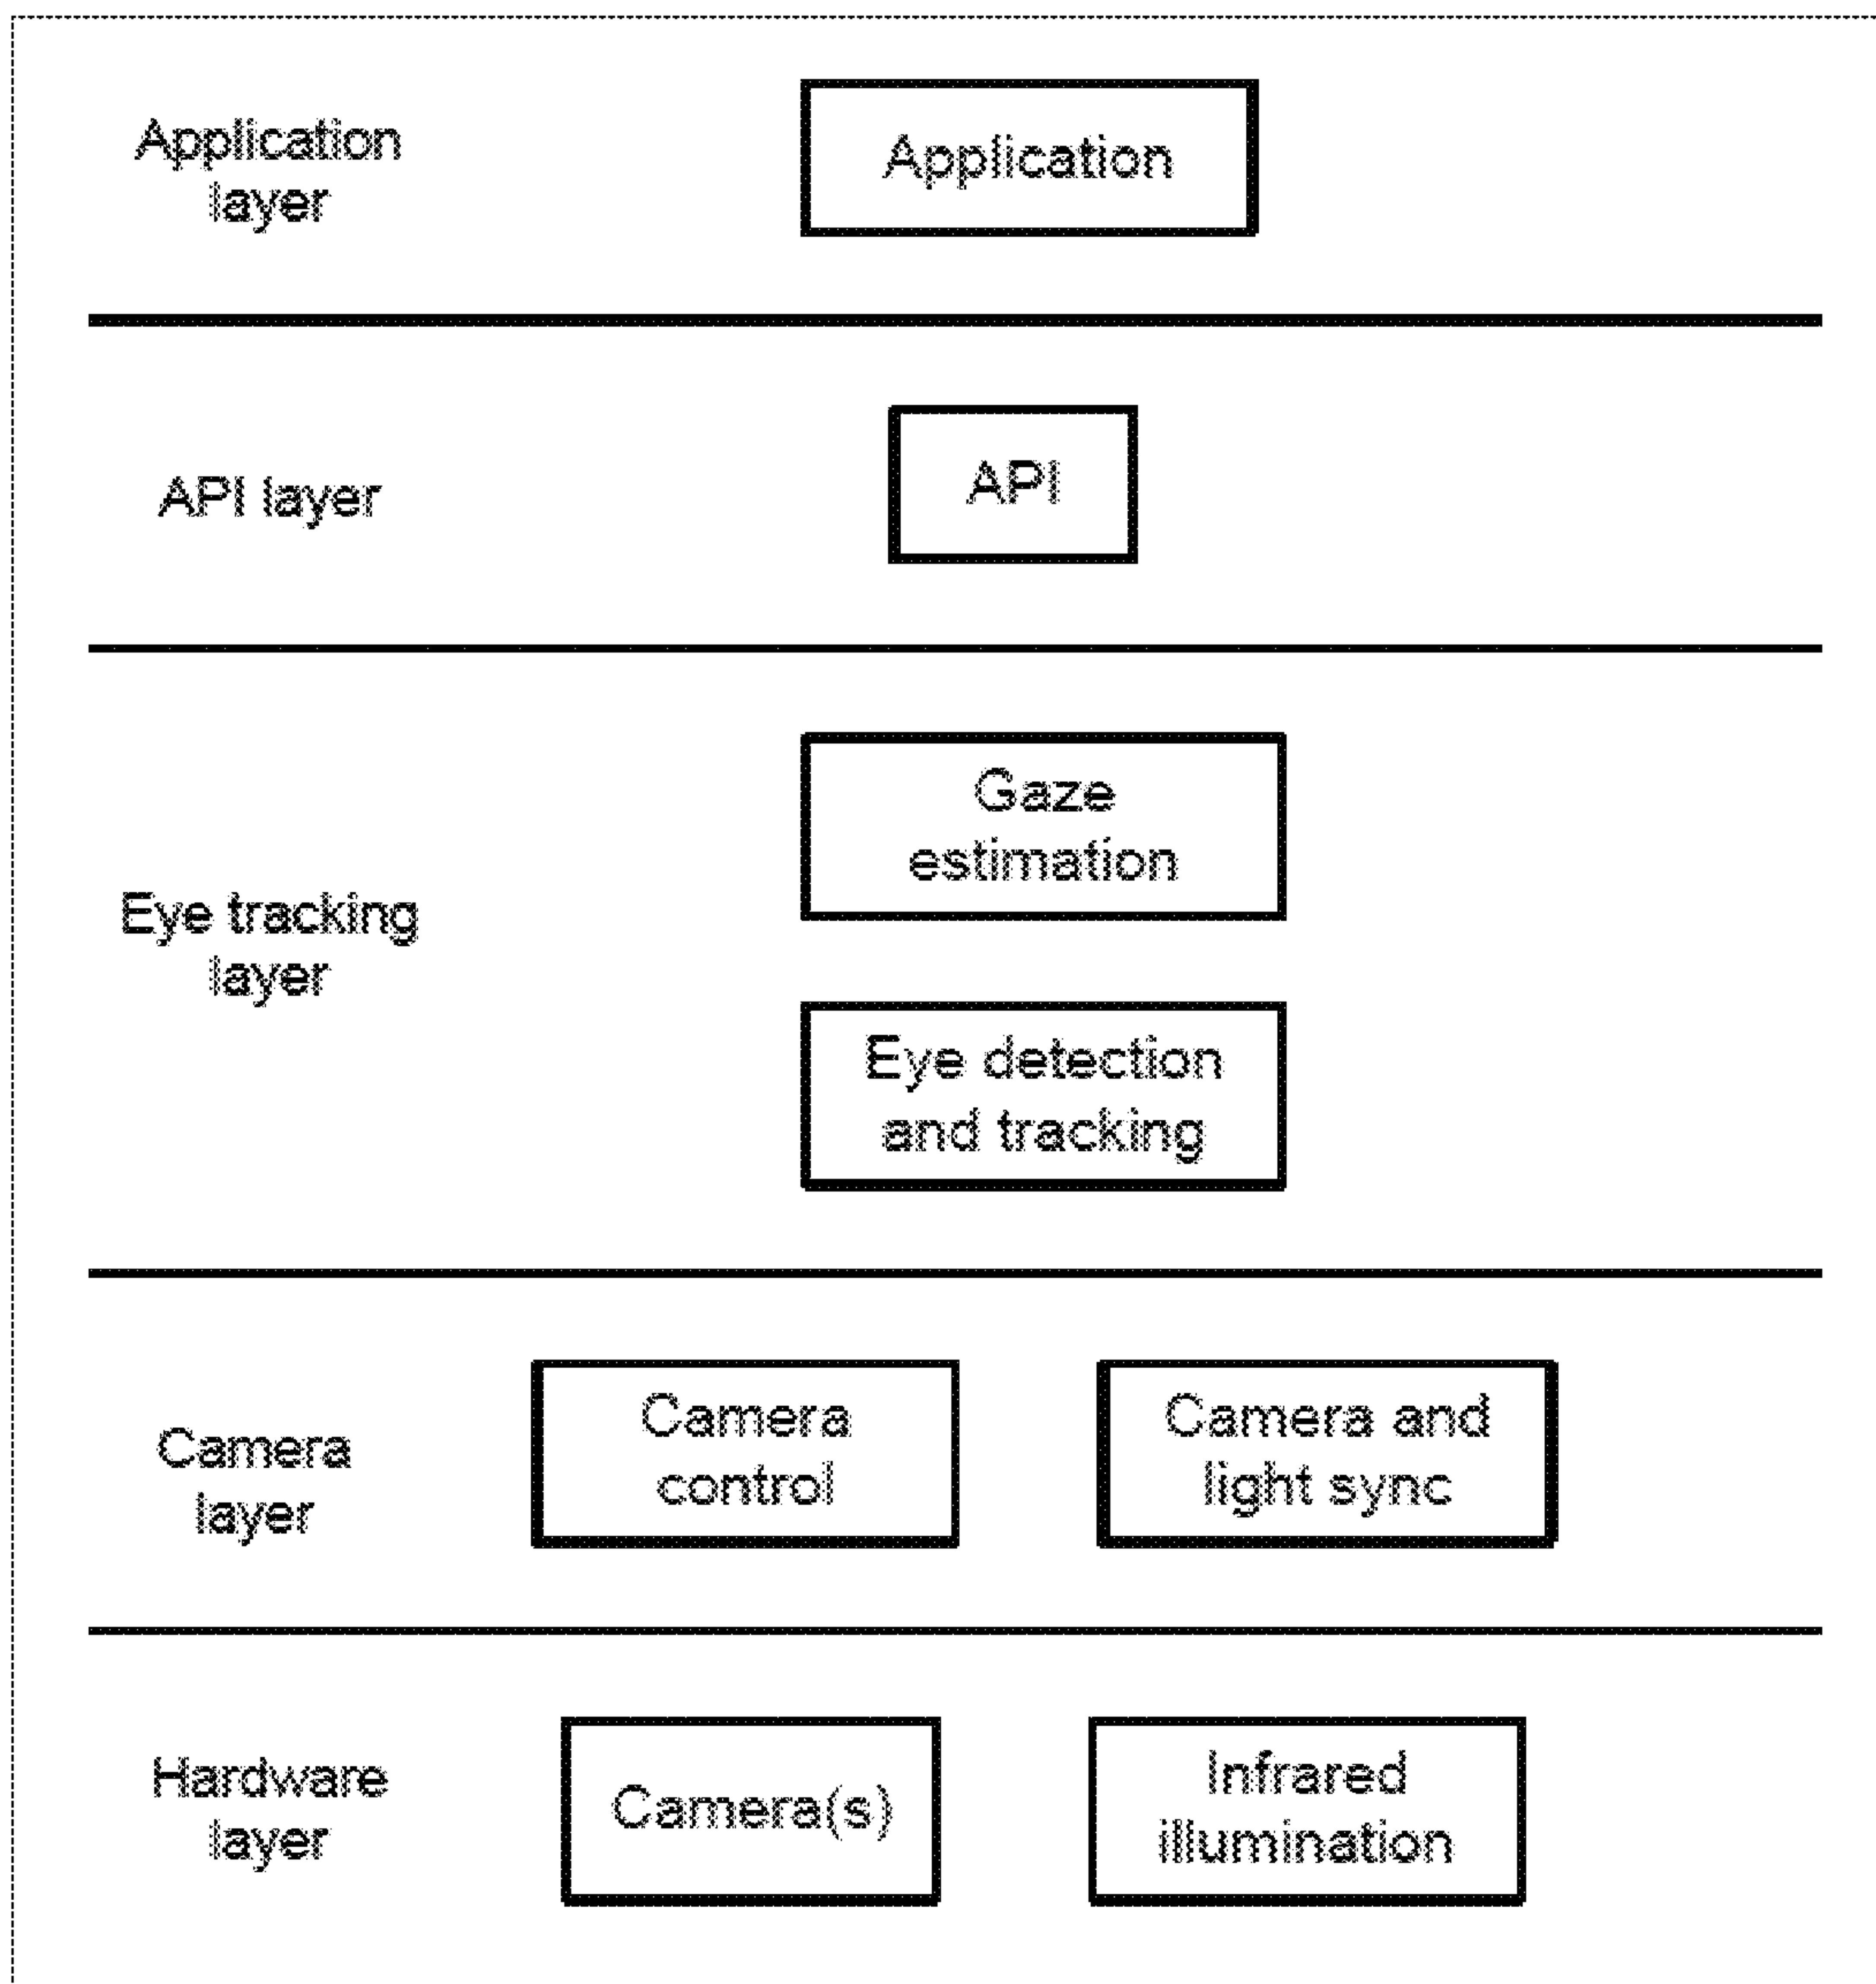 Application
layer
Application
API layer
API
Eye tracking
layer
Gaze
estimation
Eye detection
and tracking
Camera
layer
Camera
control
Camera and
light sync
Hardware
layer
Camera(s)
Infrared
illumination